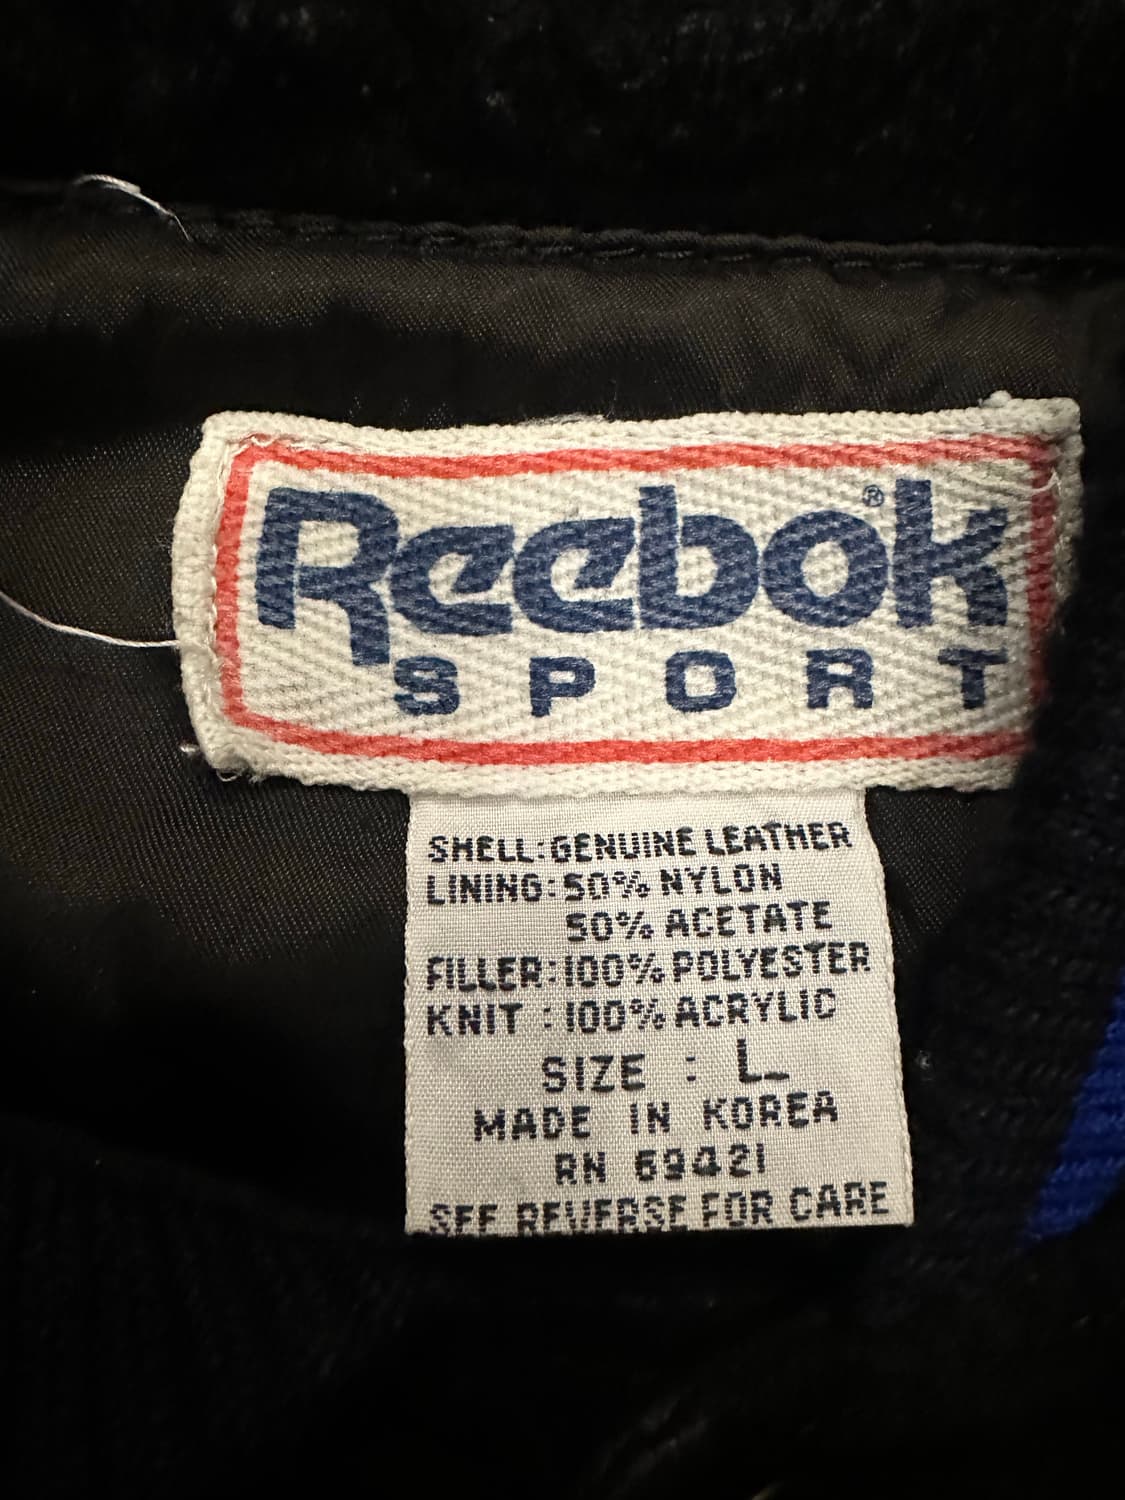 Reebok®
SPORT
SHELL:GENUINE LEATHER
LINING:50% NYLON
50% ACETATE
FILLER:100% POLYESTER
KNIT :100% ACRYLIC
SIZE : L
MADE IN KOREA
RN 69421
SEE REVERSE FOR CARE